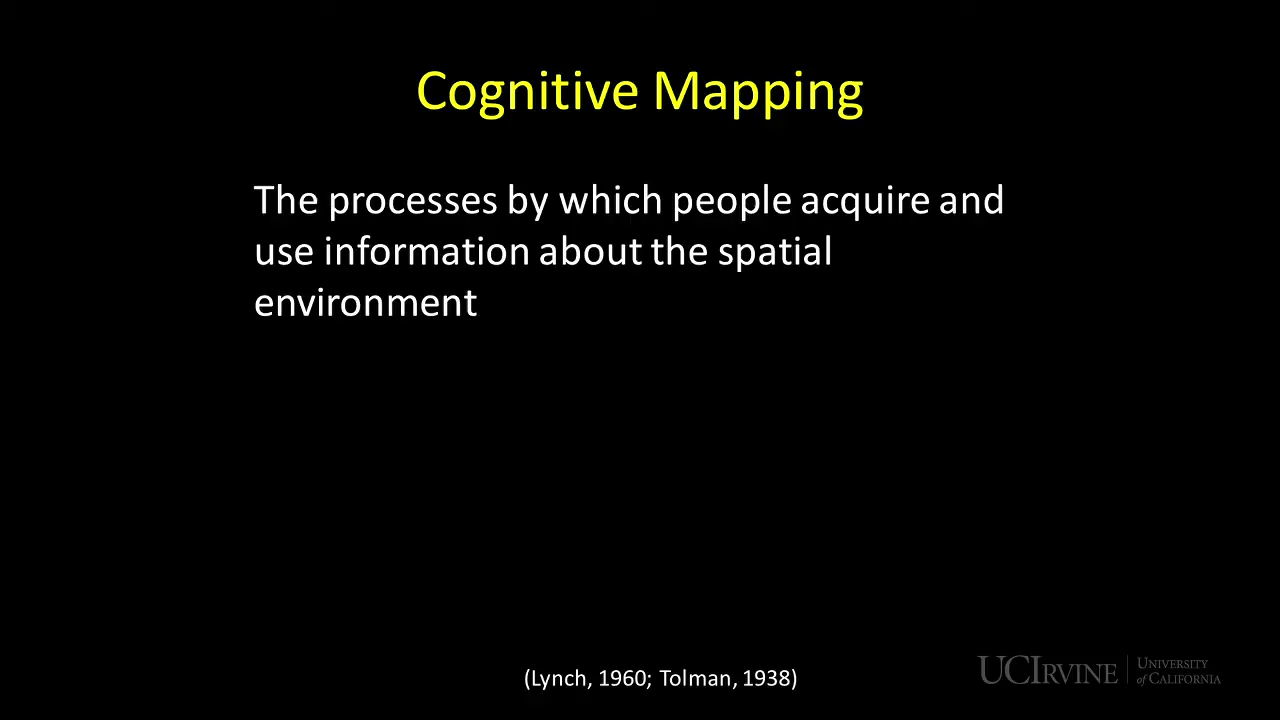 Cognitive Mapping
The processes by which people acquire and
use information about the spatial
environment
(Lynch, 1960; Tolman, 1938)
UCIRVINE
UNIVERSITY
of CALIFORNIA